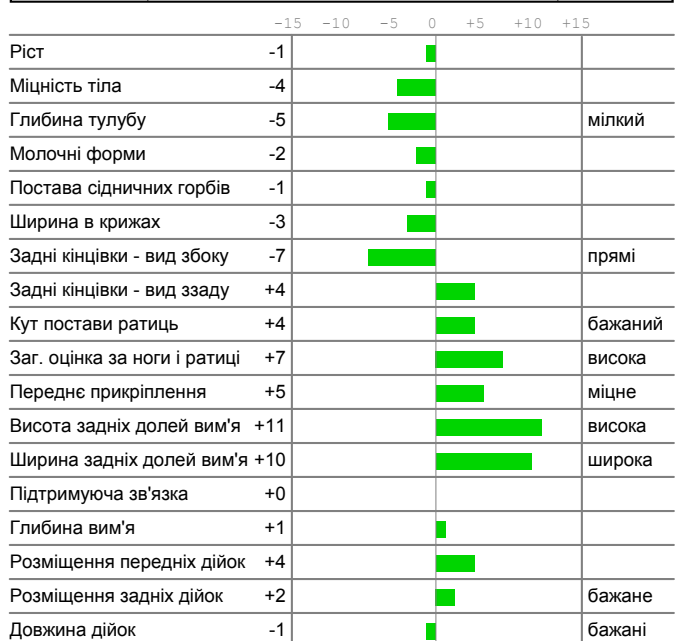 -15 -10 -5 0 +5 +10 +15
Ріст -1
Міцність тіла -4
Глибина тулубу -5 мілкий
Молочні форми -2
Постава сідничних горбів -1
Ширина в крижах -3
Задні кінцівки - вид збоку -7 прямі
Задні кінцівки - вид ззаду +4
Кут постави ратиць +4 бажаний
Заг. оцінка за ноги і ратиці +7 висока
Переднє прикріплення +5 міцне
Висота задніх долей вим'я +11 висока
Ширина задніх долей вим'я +10 широка
Підтримуюча зв'язка +0
Глибина вим'я +1
Розміщення передніх дійок +4
Розміщення задніх дійок +2 бажане
Довжина дійок -1 бажані